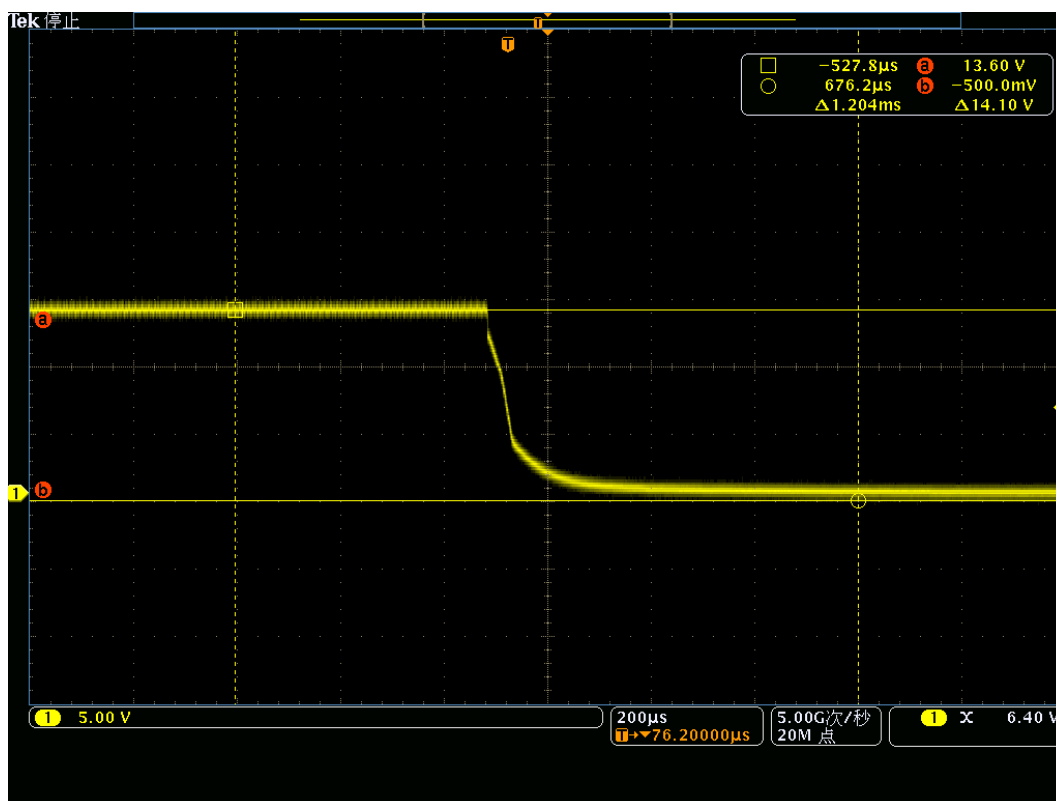 Tek 停止
T
T
□ −527.8µs a 13.60 V
○ 676.2µs b −500.0mV
Δ1.204ms Δ14.10 V
a
1 b
1 5.00 V
200µs
T→▼76.20000µs
5.00G次/秒
20M 点
1 X 6.40 V